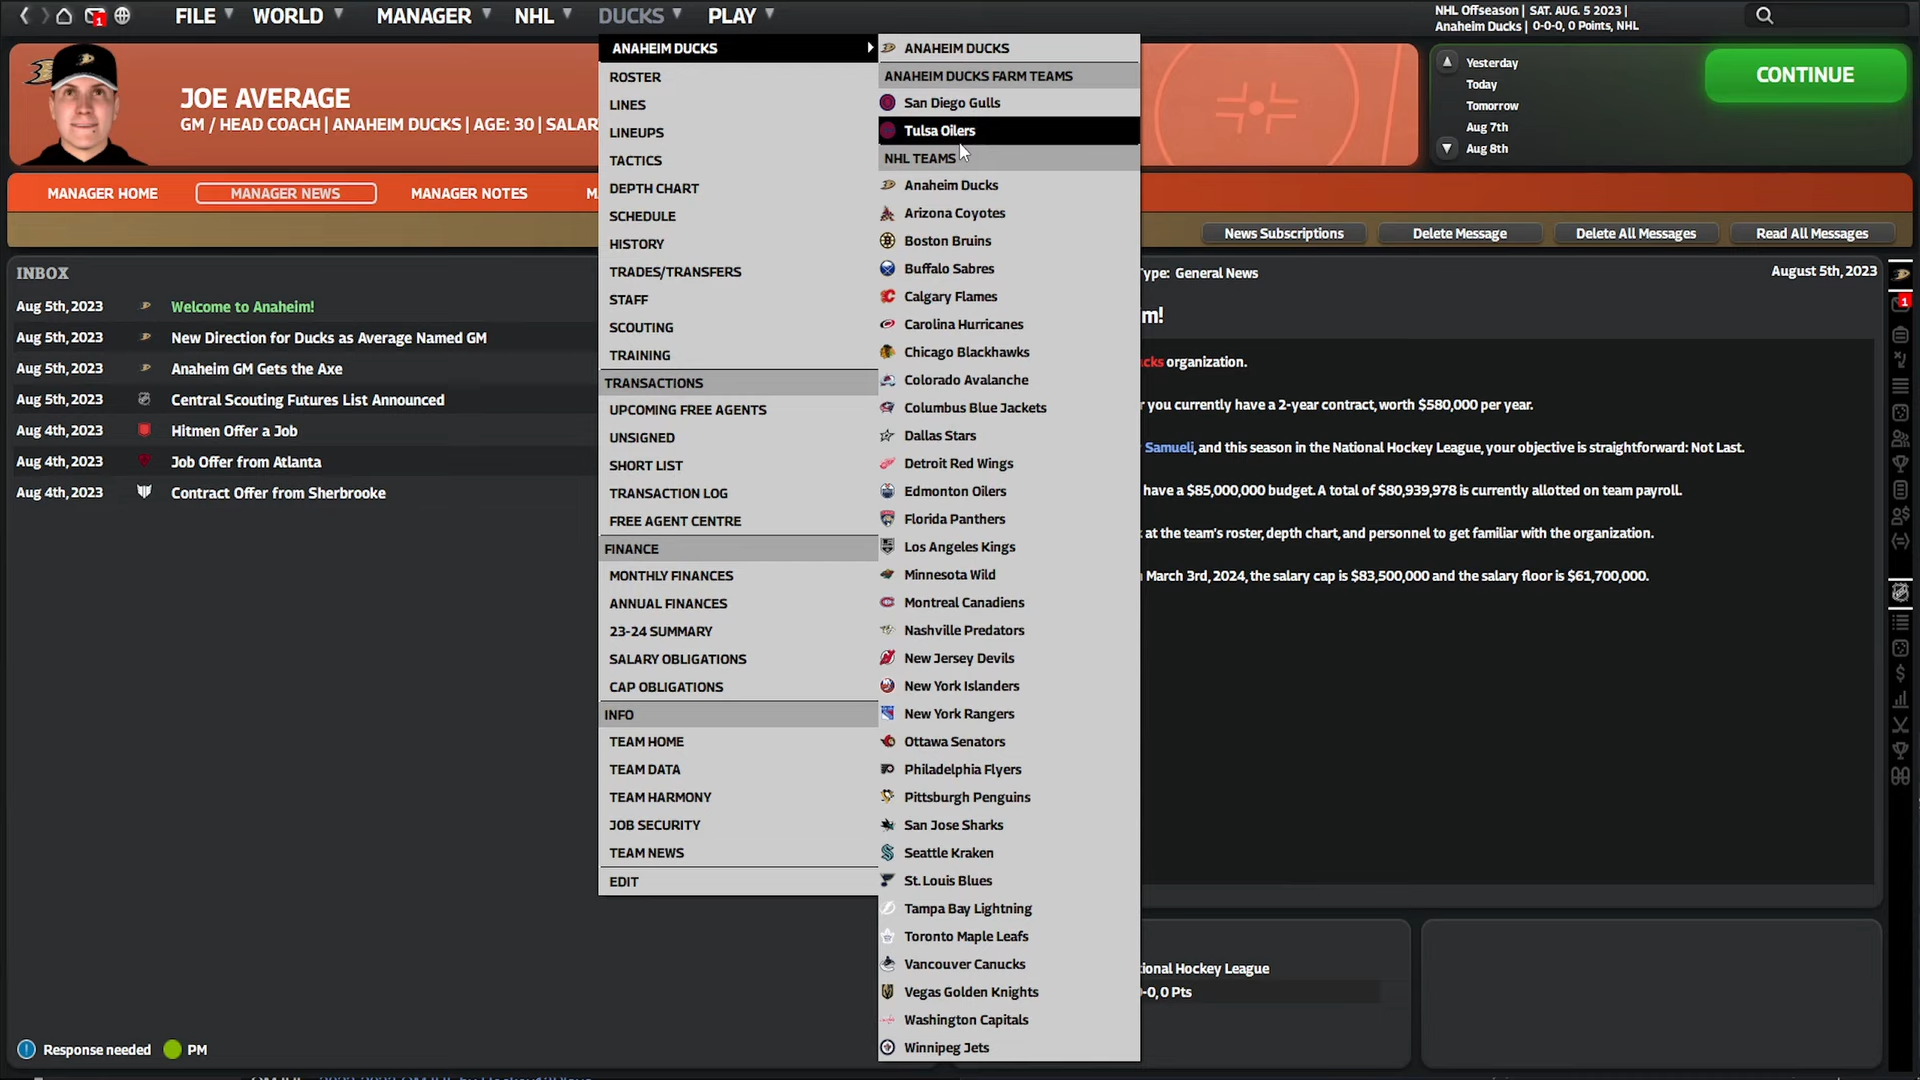 FILE
WORLD
MANAGER
NHL
DUCKS
PLAY
1
NHL Offseason | SAT. AUG. 5 2023 |
Anaheim Ducks | 0-0-0, 0 Points, NHL
JOE AVERAGE
GM / HEAD COACH | ANAHEIM DUCKS | AGE: 30 | SALAR
Yesterday
Today
Tomorrow
Aug 7th
Aug 8th
CONTINUE
MANAGER HOME
MANAGER NEWS
MANAGER NOTES
News Subscriptions
Delete Message
Delete All Messages
Read All Messages
INBOX
Aug 5th, 2023 Welcome to Anaheim!
Aug 5th, 2023 New Direction for Ducks as Average Named GM
Aug 5th, 2023 Anaheim GM Gets the Axe
Aug 5th, 2023 Central Scouting Futures List Announced
Aug 4th, 2023 Hitmen Offer a Job
Aug 4th, 2023 Job Offer from Atlanta
Aug 4th, 2023 Contract Offer from Sherbrooke
Response needed
PM
ANAHEIM DUCKS
ROSTER
LINES
LINEUPS
TACTICS
DEPTH CHART
SCHEDULE
HISTORY
TRADES/TRANSFERS
STAFF
SCOUTING
TRAINING
TRANSACTIONS
UPCOMING FREE AGENTS
UNSIGNED
SHORT LIST
TRANSACTION LOG
FREE AGENT CENTRE
FINANCE
MONTHLY FINANCES
ANNUAL FINANCES
23-24 SUMMARY
SALARY OBLIGATIONS
CAP OBLIGATIONS
INFO
TEAM HOME
TEAM DATA
TEAM HARMONY
JOB SECURITY
TEAM NEWS
EDIT
ANAHEIM DUCKS
ANAHEIM DUCKS FARM TEAMS
San Diego Gulls
Tulsa Oilers
NHL TEAMS
Anaheim Ducks
Arizona Coyotes
Boston Bruins
Buffalo Sabres
Calgary Flames
Carolina Hurricanes
Chicago Blackhawks
Colorado Avalanche
Columbus Blue Jackets
Dallas Stars
Detroit Red Wings
Edmonton Oilers
Florida Panthers
Los Angeles Kings
Minnesota Wild
Montreal Canadiens
Nashville Predators
New Jersey Devils
New York Islanders
New York Rangers
Ottawa Senators
Philadelphia Flyers
Pittsburgh Penguins
San Jose Sharks
Seattle Kraken
St. Louis Blues
Tampa Bay Lightning
Toronto Maple Leafs
Vancouver Canucks
Vegas Golden Knights
Washington Capitals
Winnipeg Jets
ype: General News
August 5th, 2023
m!
cks organization.
r you currently have a 2-year contract, worth $580,000 per year.
Samueli, and this season in the National Hockey League, your objective is straightforward: Not Last.
have a $85,000,000 budget. A total of $80,939,978 is currently allotted on team payroll.
at the team's roster, depth chart, and personnel to get familiar with the organization.
March 3rd, 2024, the salary cap is $83,500,000 and the salary floor is $61,700,000.
ional Hockey League
-0, 0 Pts
1